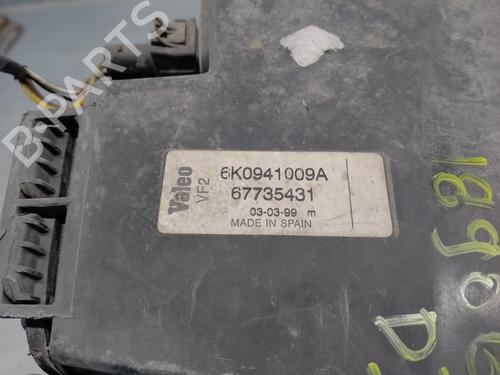 B-PARTS
Valeo
VF2
6K0941009A
67735431
03-03-99 m
MADE IN SPAIN